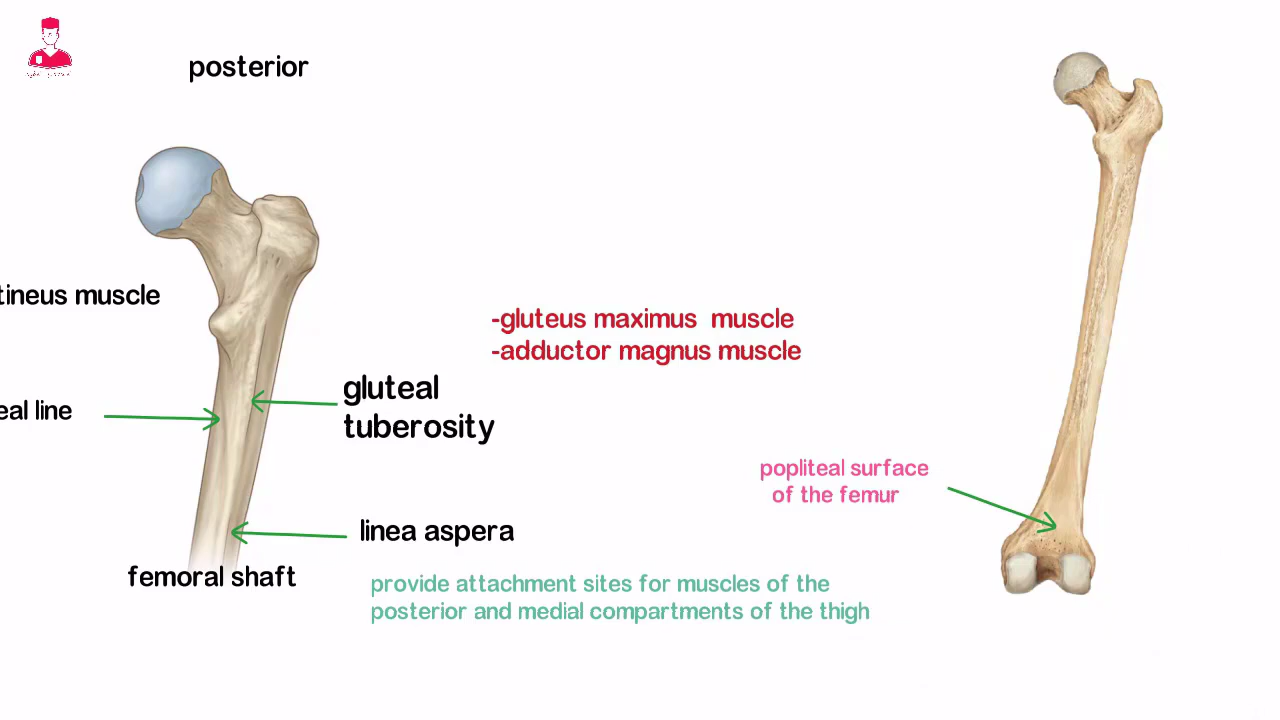 posterior
tineus muscle
-gluteus maximus muscle
-adductor magnus muscle
gluteal
tuberosity
eal line
popliteal surface
of the femur
linea aspera
femoral shaft
provide attachment sites for muscles of the
posterior and medial compartments of the thigh